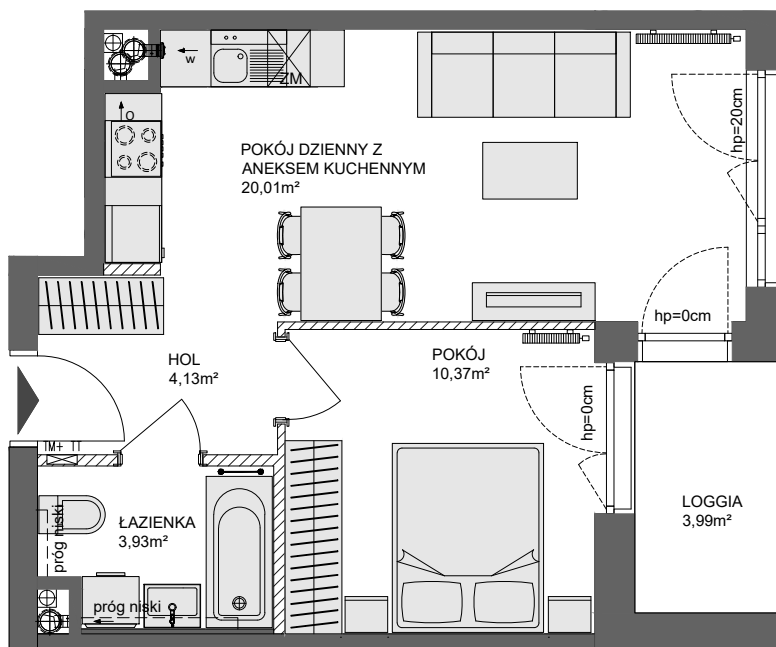 w
ZM
O
POKÓJ DZIENNY Z
ANEKSEM KUCHENNYM
20,01m²
hp=20cm
hp=0cm
HOL
4,13m²
POKÓJ
10,37m²
hp=0cm
TM+ TT
ŁAZIENKA
3,93m²
próg niski
próg niski
LOGGIA
3,99m²